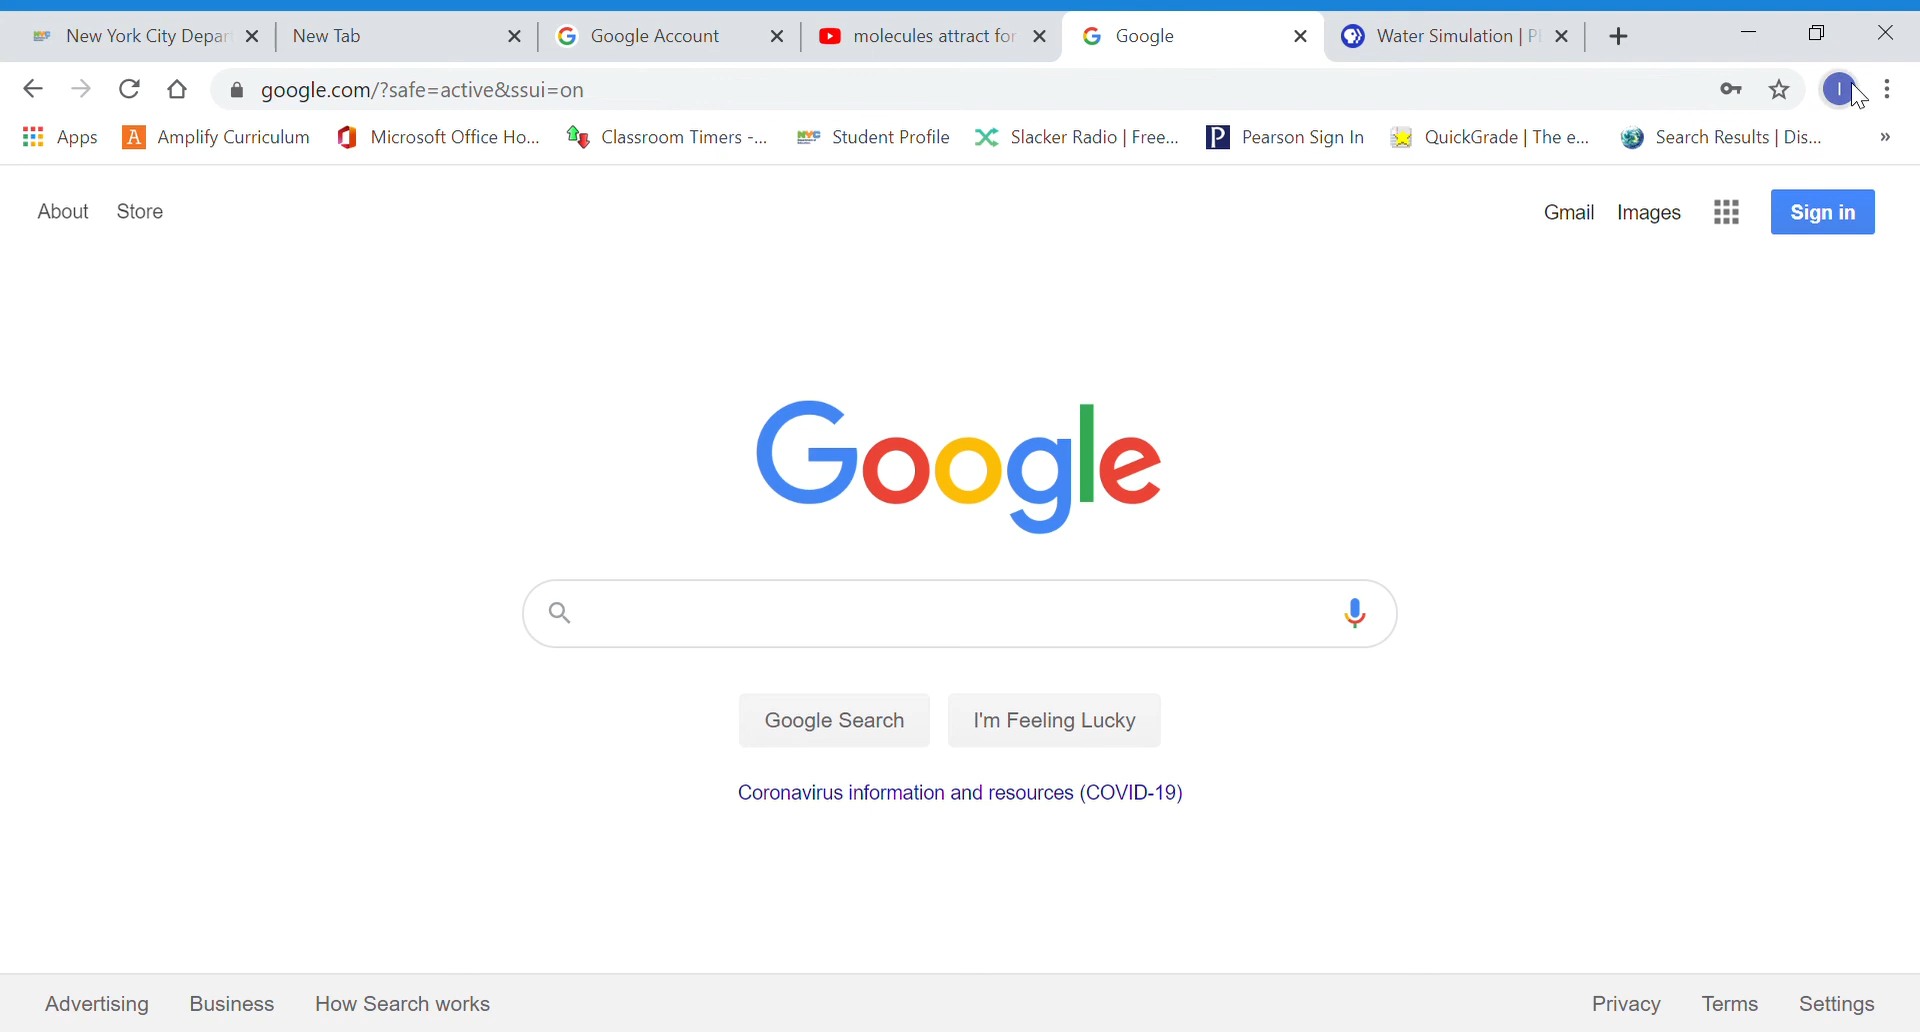 New York City Depar
New Tab
Google Account
molecules attract for
Google
Water Simulation | P
google.com/?safe=active&ssui=on
I
Apps
Amplify Curriculum
Microsoft Office Ho...
Classroom Timers -...
Student Profile
Slacker Radio | Free...
Pearson Sign In
QuickGrade | The e...
Search Results | Dis...
»
About
Store
Gmail
Images
Sign in
Google
Google Search
I'm Feeling Lucky
Coronavirus information and resources (COVID-19)
Advertising
Business
How Search works
Privacy
Terms
Settings